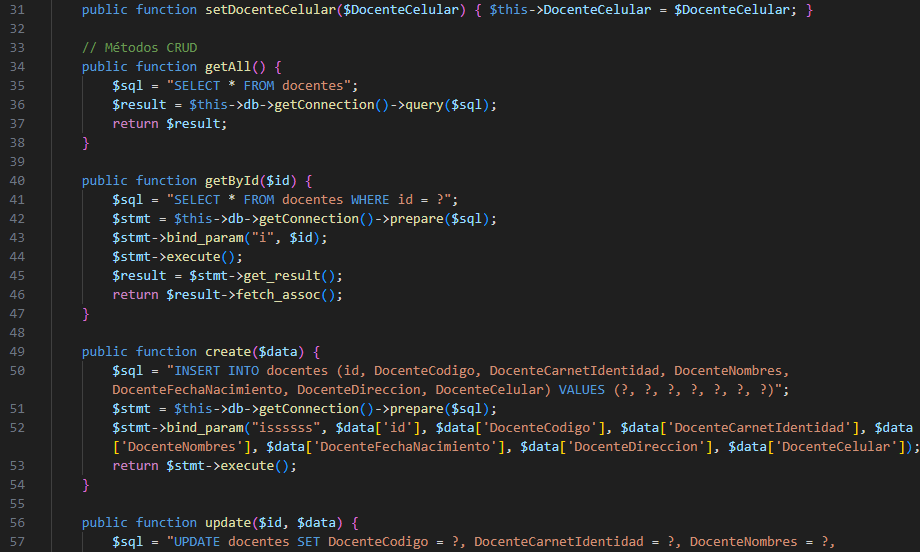 31 public function setDocenteCelular($DocenteCelular) { $this->DocenteCelular = $DocenteCelular; }
32
33 // Métodos CRUD
34 public function getAll() {
35 $sql = "SELECT * FROM docentes";
36 $result = $this->db->getConnection()->query($sql);
37 return $result;
38 }
39
40 public function getById($id) {
41 $sql = "SELECT * FROM docentes WHERE id = ?";
42 $stmt = $this->db->getConnection()->prepare($sql);
43 $stmt->bind_param("i", $id);
44 $stmt->execute();
45 $result = $stmt->get_result();
46 return $result->fetch_assoc();
47 }
48
49 public function create($data) {
50 $sql = "INSERT INTO docentes (id, DocenteCodigo, DocenteCarnetIdentidad, DocenteNombres,
DocenteFechaNacimiento, DocenteDireccion, DocenteCelular) VALUES (?, ?, ?, ?, ?, ?, ?)";
51 $stmt = $this->db->getConnection()->prepare($sql);
52 $stmt->bind_param("issssss", $data['id'], $data['DocenteCodigo'], $data['DocenteCarnetIdentidad'], $data
['DocenteNombres'], $data['DocenteFechaNacimiento'], $data['DocenteDireccion'], $data['DocenteCelular']);
53 return $stmt->execute();
54 }
55
56 public function update($id, $data) {
57 $sql = "UPDATE docentes SET DocenteCodigo = ?, DocenteCarnetIdentidad = ?, DocenteNombres = ?,